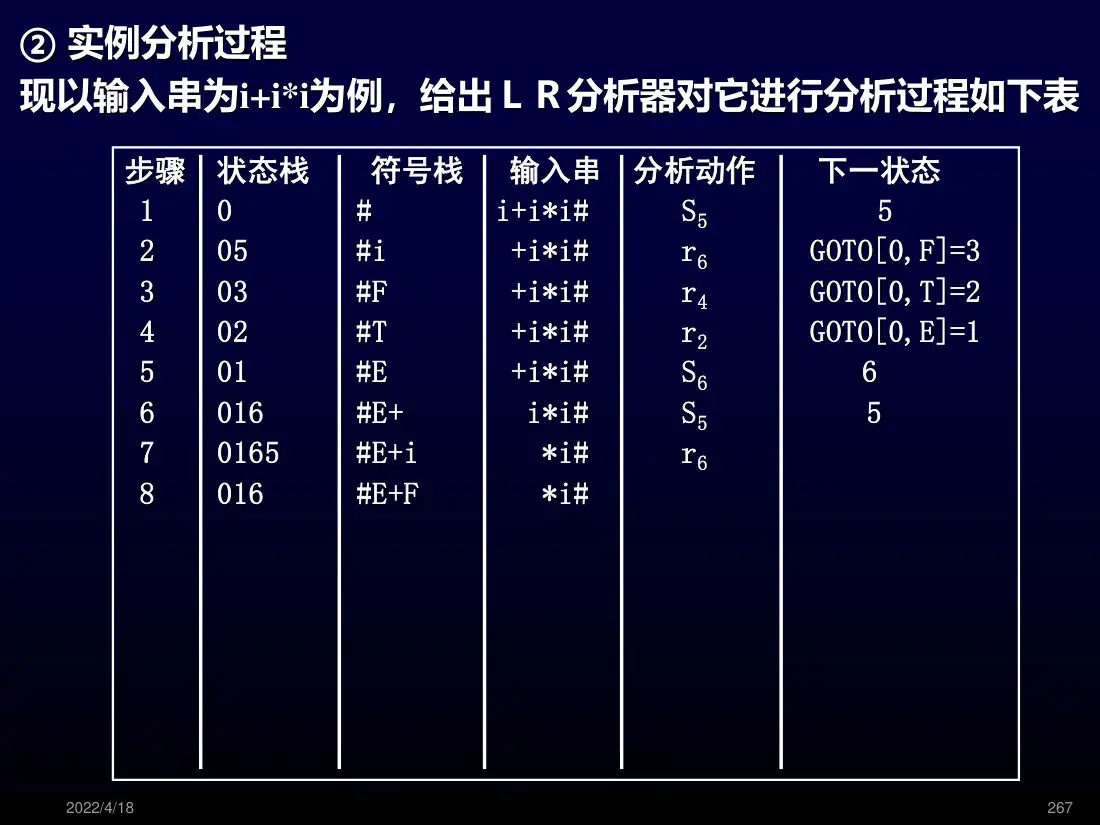 ② 实例分析过程
现以输入串为i+i*i为例，给出ＬＲ分析器对它进行分析过程如下表
步骤 状态栈 符号栈 输入串 分析动作 下一状态
1 0 # i+i*i# S5 5
2 05 #i +i*i# r6 GOTO[0,F]=3
3 03 #F +i*i# r4 GOTO[0,T]=2
4 02 #T +i*i# r2 GOTO[0,E]=1
5 01 #E +i*i# S6 6
6 016 #E+ i*i# S5 5
7 0165 #E+i *i# r6
8 016 #E+F *i#
2022/4/18 267